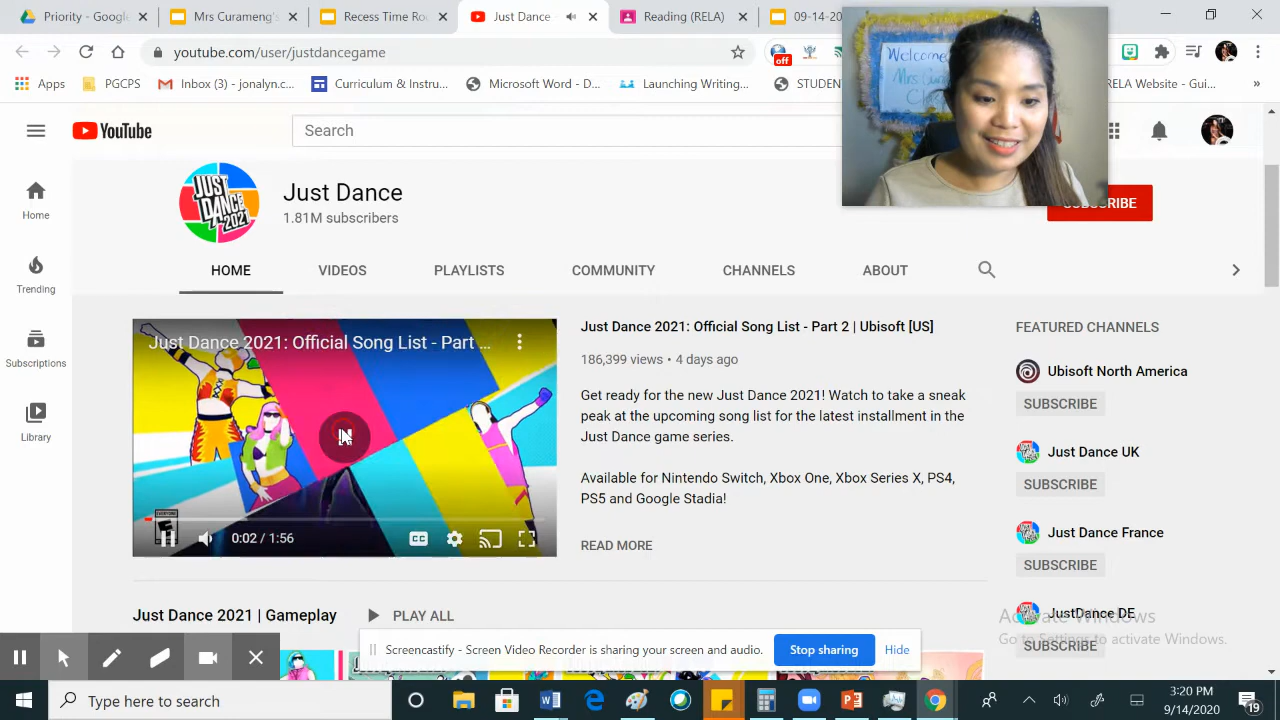 Priority
Mrs Curameng's
Recess Time Ro
Just Dance
Reading (RELA)
09-14-20
youtube.com/user/justdancegame
off
Apps
PGCPS
Inbox (3) - jonalyn...
Curriculum & Instru...
Microsoft Word - D...
Launching Writing...
STUDEN
RELA Website - Gui...
»
Welcome
Mrs
YouTube
Search
JUST DANCE 2021
Just Dance
1.81M subscribers
SUBSCRIBE
Home
Trending
Subscriptions
Library
HOME
VIDEOS
PLAYLISTS
COMMUNITY
CHANNELS
ABOUT
Just Dance 2021: Official Song List - Part ...
E
0:02 / 1:56
CC
Just Dance 2021: Official Song List - Part 2 | Ubisoft [US]
186,399 views • 4 days ago
Get ready for the new Just Dance 2021! Watch to take a sneak
peak at the upcoming song list for the latest installment in the
Just Dance game series.
Available for Nintendo Switch, Xbox One, Xbox Series X, PS4,
PS5 and Google Stadia!
READ MORE
FEATURED CHANNELS
Ubisoft North America
SUBSCRIBE
Just Dance UK
SUBSCRIBE
Just Dance France
SUBSCRIBE
JustDance DE
SUBSCRIBE
Activate Windows
Go to Settings to activate Windows.
Just Dance 2021 | Gameplay
PLAY ALL
Screencastify - Screen Video Recorder is sharing your screen and audio.
Stop sharing
Hide
Type here to search
3:20 PM
9/14/2020
19